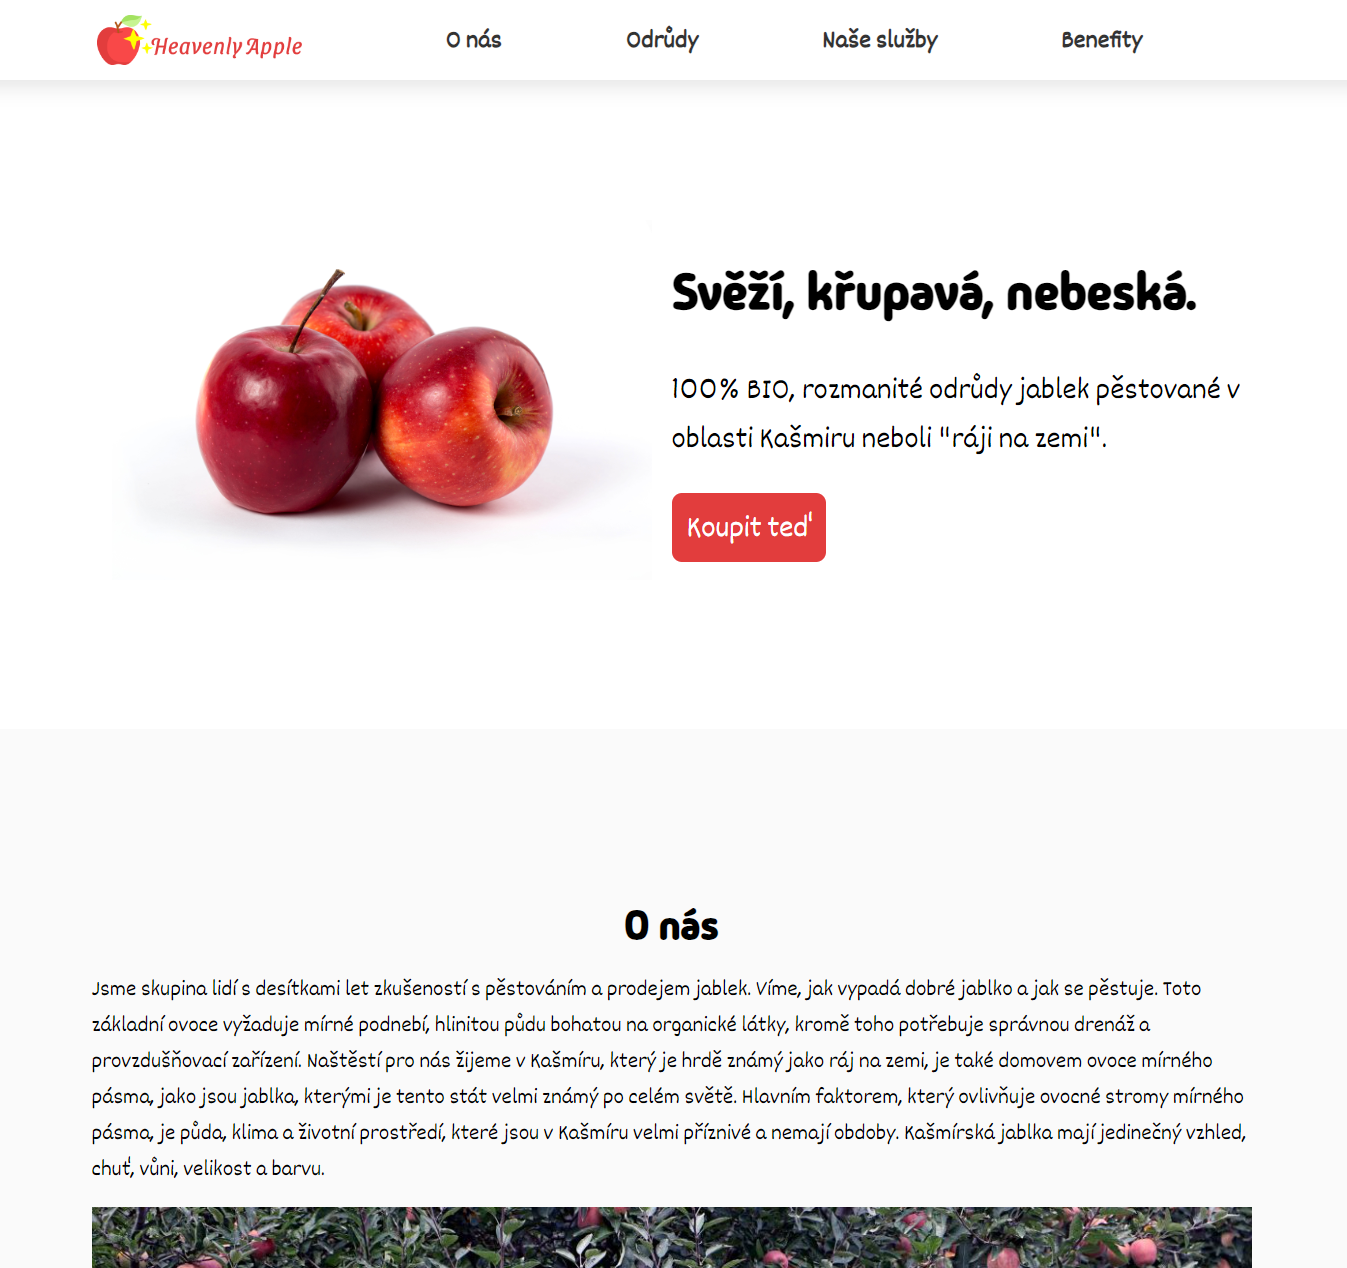 Heavenly Apple
O nás
Odrůdy
Naše služby
Benefity
Svěží, křupavá, nebeská.
100% BIO, rozmanité odrůdy jablek pěstované v
oblasti Kašmiru neboli "ráji na zemi".
Koupit teď
O nás
Jsme skupina lidí s desítkami let zkušeností s pěstováním a prodejem jablek. Víme, jak vypadá dobré jablko a jak se pěstuje. Toto
základní ovoce vyžaduje mírné podnebí, hlinitou půdu bohatou na organické látky, kromě toho potřebuje správnou drenáž a
provzdušňovací zařízení. Naštěstí pro nás žijeme v Kašmíru, který je hrdě známý jako ráj na zemi, je také domovem ovoce mírného
pásma, jako jsou jablka, kterými je tento stát velmi známý po celém světě. Hlavním faktorem, který ovlivňuje ovocné stromy mírného
pásma, je půda, klima a životní prostředí, které jsou v Kašmíru velmi příznivé a nemají obdoby. Kašmírská jablka mají jedinečný vzhled,
chuť, vůni, velikost a barvu.